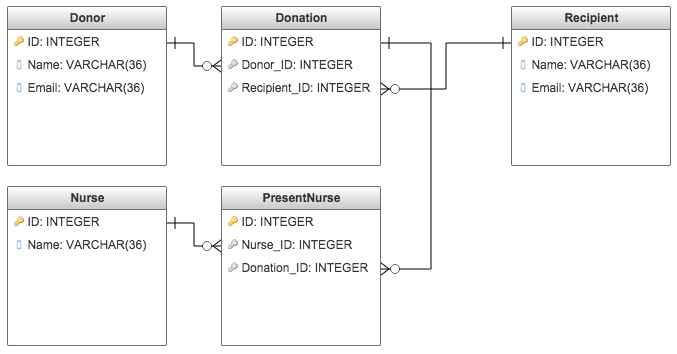 Donor
ID: INTEGER
Name: VARCHAR(36)
Email: VARCHAR(36)
Donation
ID: INTEGER
Donor_ID: INTEGER
Recipient_ID: INTEGER
Recipient
ID: INTEGER
Name: VARCHAR(36)
Email: VARCHAR(36)
Nurse
ID: INTEGER
Name: VARCHAR(36)
PresentNurse
ID: INTEGER
Nurse_ID: INTEGER
Donation_ID: INTEGER